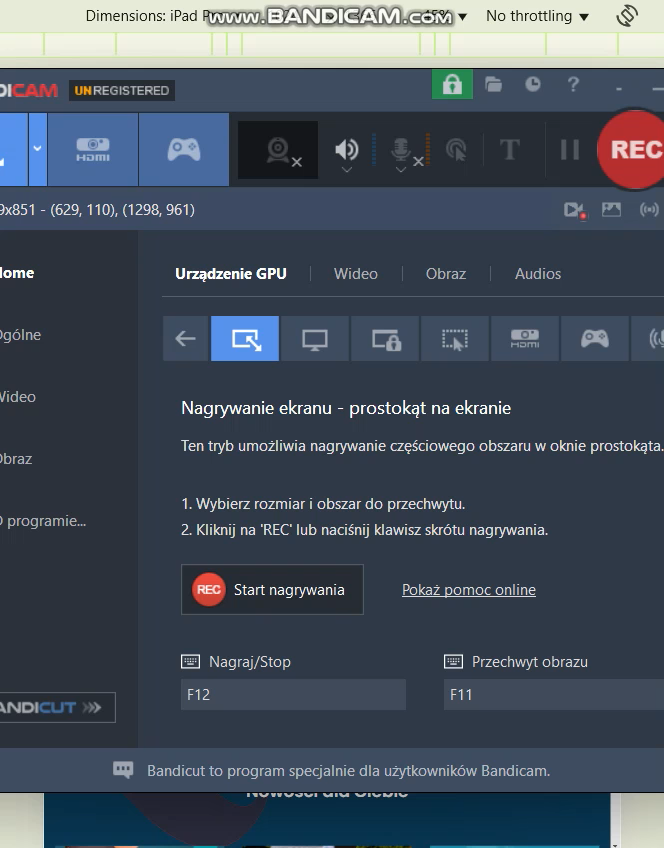 Dimensions: iPad
www.BANDICAM.com
No throttling
DICAM
UNREGISTERED
HDMI
T
REC
9x851 - (629, 110), (1298, 961)
Home
Urządzenie GPU
Wideo
Obraz
Audios
Ogólne
Wideo
Obraz
O programie...
HDMI
Nagrywanie ekranu - prostokąt na ekranie
Ten tryb umożliwia nagrywanie częściowego obszaru w oknie prostokąta.
1. Wybierz rozmiar i obszar do przechwytu.
2. Kliknij na 'REC' lub naciśnij klawisz skrótu nagrywania.
REC Start nagrywania
Pokaż pomoc online
Nagraj/Stop
Przechwyt obrazu
F12
F11
ANDICUT
Bandicut to program specjalnie dla użytkowników Bandicam.
Nowości dla Ciebie